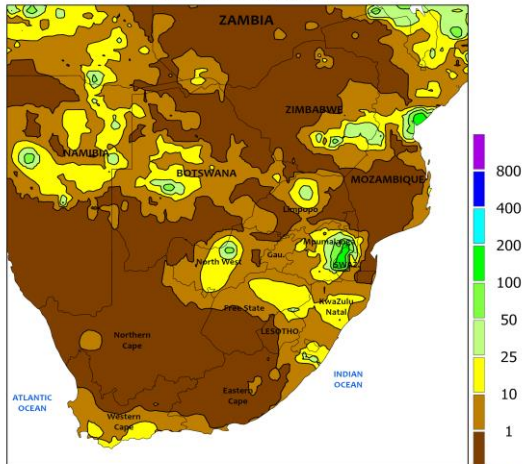 ZAMBIA
ZIMBABWE
NAMIBIA
BOTSWANA
MOZAMBIQUE
Limpopo
Mpumalanga
Gau.
SWAZ.
North West
Free State
KwaZulu
Natal
LESOTHO
Northern
Cape
Eastern
Cape
Western
Cape
ATLANTIC
OCEAN
INDIAN
OCEAN
800
400
200
100
50
25
10
1